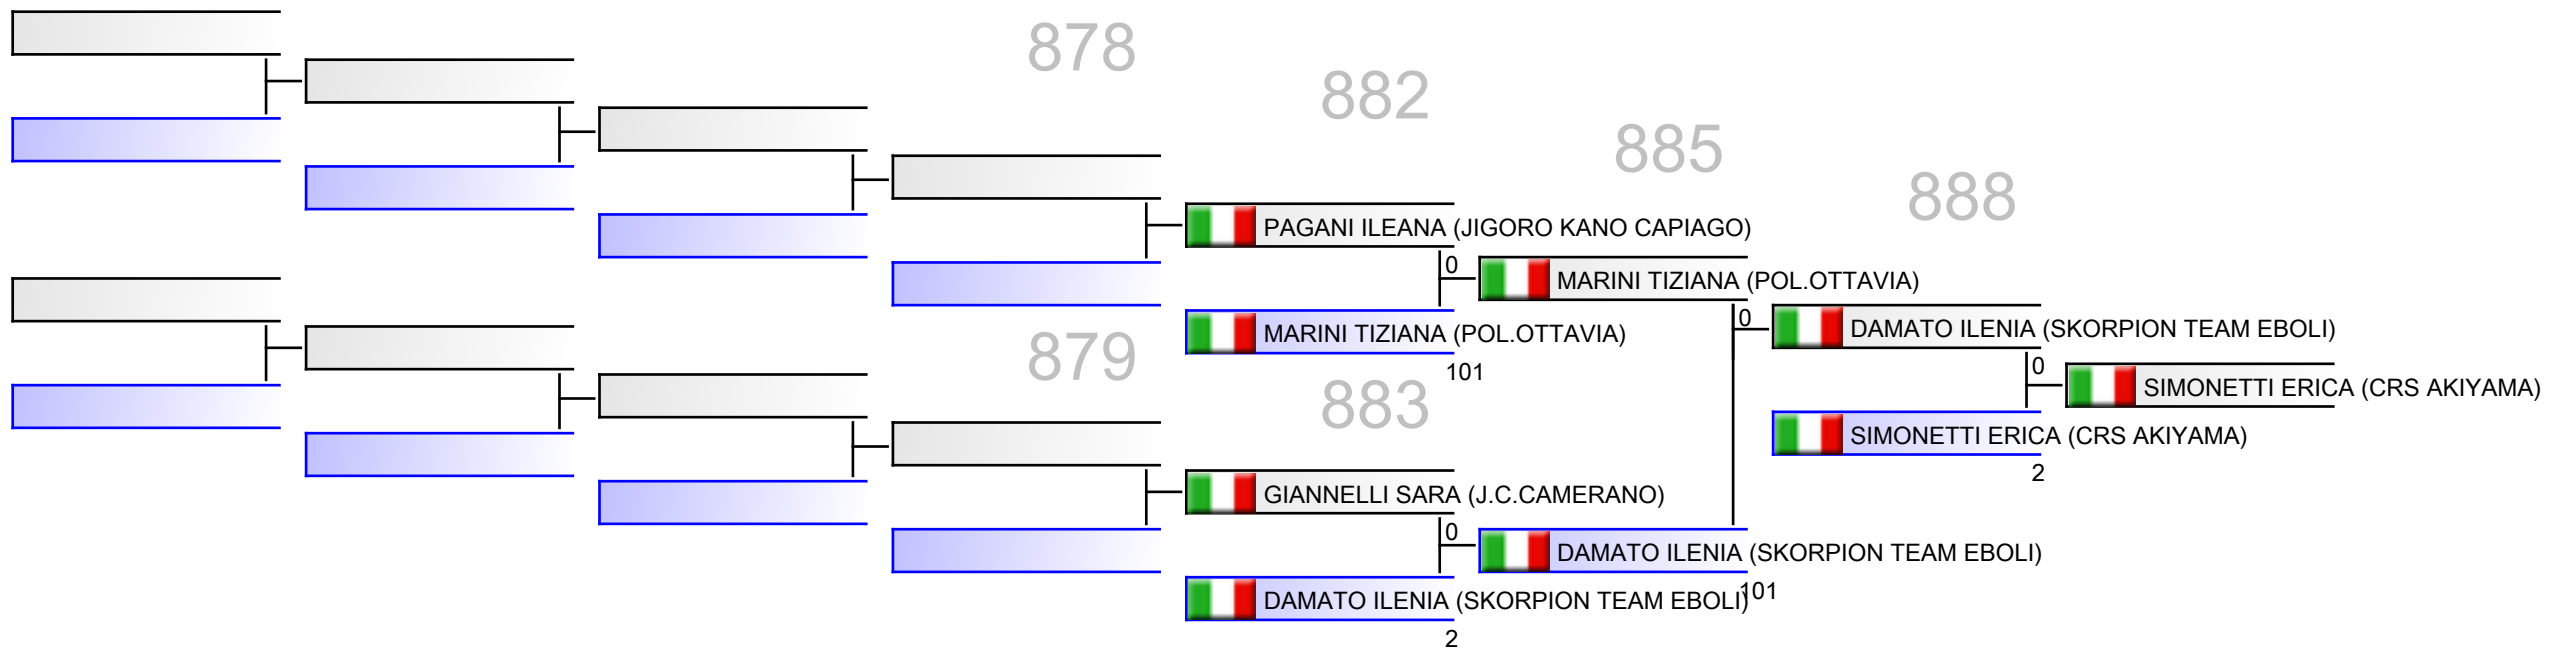 878
882
885
888
PAGANI ILEANA (JIGORO KANO CAPIAGO)
0
MARINI TIZIANA (POL.OTTAVIA)
MARINI TIZIANA (POL.OTTAVIA)
101
0
DAMATO ILENIA (SKORPION TEAM EBOLI)
0
SIMONETTI ERICA (CRS AKIYAMA)
SIMONETTI ERICA (CRS AKIYAMA)
2
879
883
GIANNELLI SARA (J.C.CAMERANO)
0
DAMATO ILENIA (SKORPION TEAM EBOLI)
101
DAMATO ILENIA (SKORPION TEAM EBOLI)
2